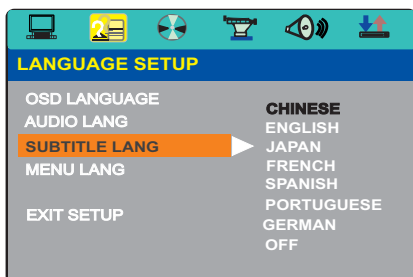 LANGUAGE SETUP
OSD LANGUAGE
AUDIO LANG
SUBTITLE LANG
MENU LANG
EXIT SETUP
CHINESE
ENGLISH
JAPAN
FRENCH
SPANISH
PORTUGUESE
GERMAN
OFF